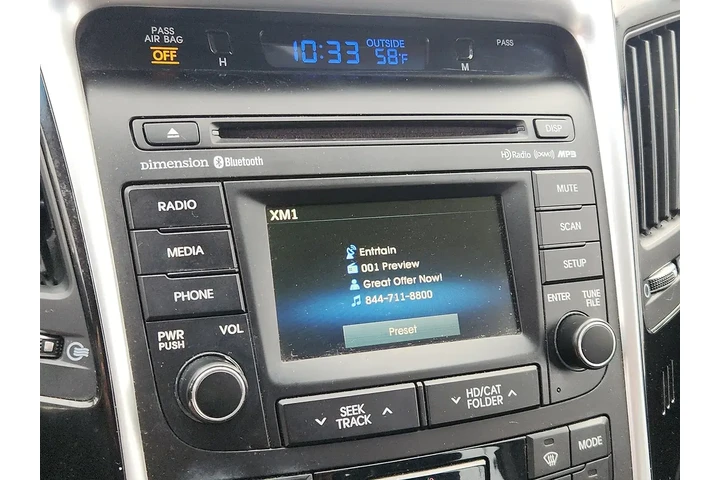 PASS
AIR BAG
OFF
H
10:33
OUTSIDE
58°F
M
PASS
DISP
Dimension Bluetooth
HD Radio (XM) MP3
RADIO
MEDIA
PHONE
PWR
PUSH
VOL
XM1
Entrtain
001 Preview
Great Offer Now!
844-711-8800
Preset
MUTE
SCAN
SETUP
ENTER
TUNE
FILE
SEEK
TRACK
HD/CAT
FOLDER
MODE